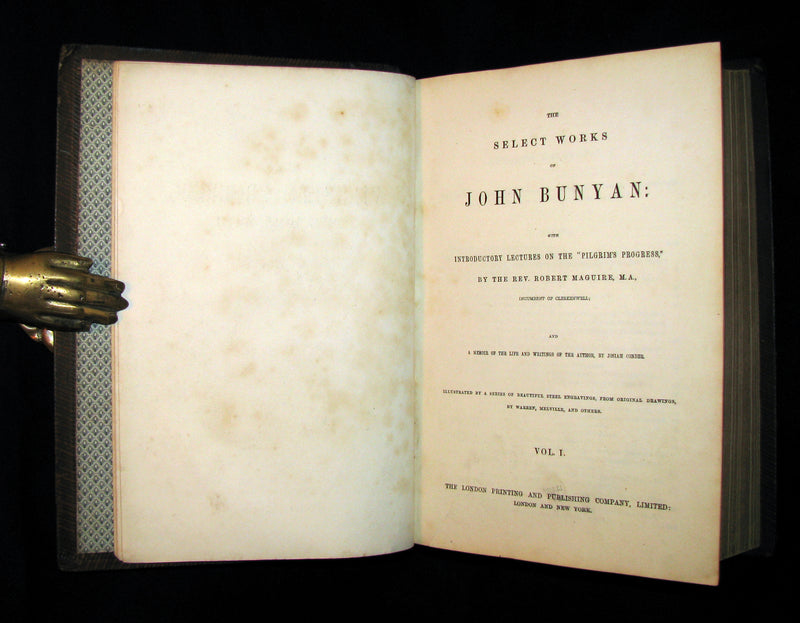 THE
SELECT WORKS
OF
JOHN BUNYAN:
WITH
INTRODUCTORY LECTURES ON THE "PILGRIM'S PROGRESS,"
BY THE REV. ROBERT MAGUIRE, M.A.,
INCUMBENT OF CLERKENWELL;
AND
A MEMOIR OF THE LIFE AND WRITINGS OF THE AUTHOR, BY JOSIAH CONDER.
ILLUSTRATED BY A SERIES OF BEAUTIFUL STEEL ENGRAVINGS, FROM ORIGINAL DRAWINGS,
BY WARREN, MELVILLE, AND OTHERS.
VOL. I.
THE LONDON PRINTING AND PUBLISHING COMPANY, LIMITED:
LONDON AND NEW YORK.